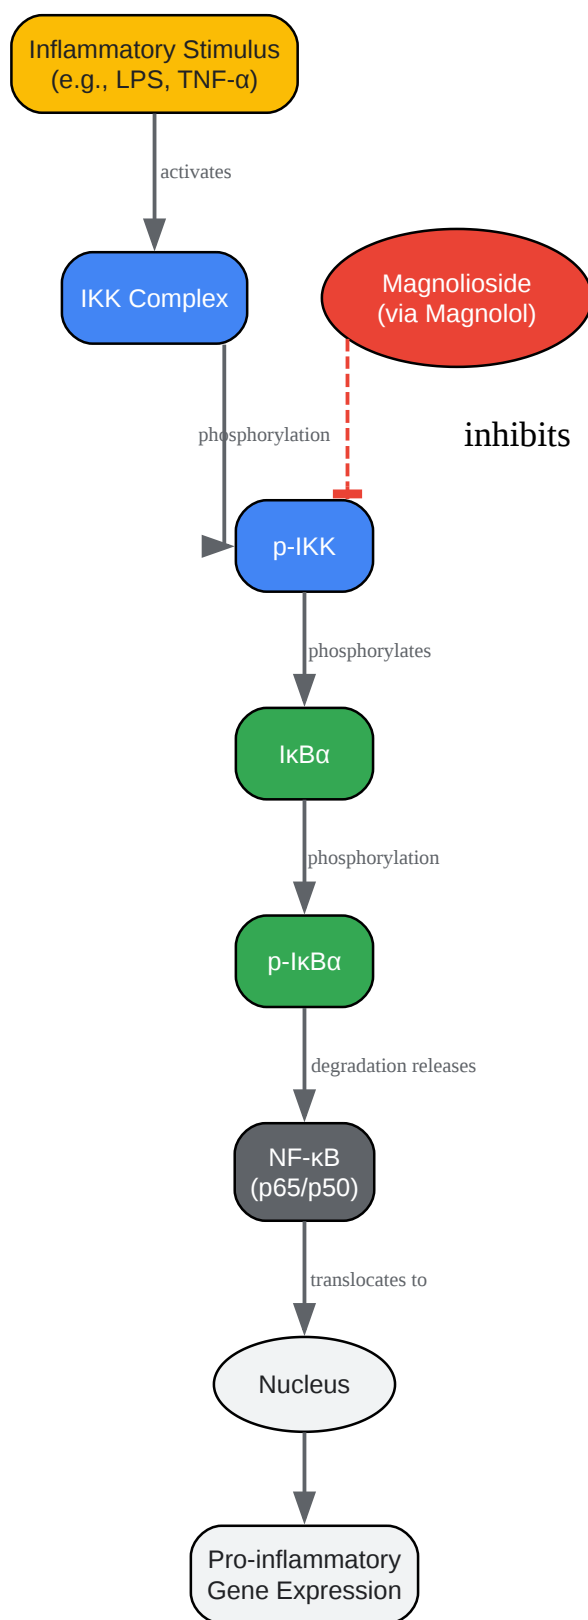 Inflammatory Stimulus
(e.g., LPS, TNF-α)
activates
IKK Complex
Magnolioside
(via Magnolol)
phosphorylation
inhibits
p-IKK
phosphorylates
IκBα
phosphorylation
p-IκBα
degradation releases
NF-κB
(p65/p50)
translocates to
Nucleus
Pro-inflammatory
Gene Expression